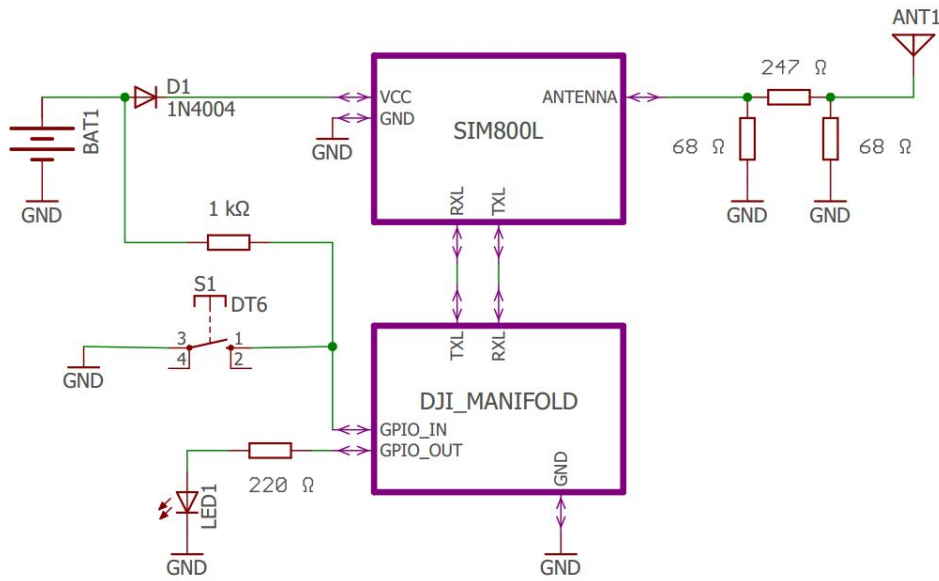 ANT1
247 Ω
D1
1N4004
VCC
ANTENNA
GND
SIM800L
BAT1
GND
68 Ω
68 Ω
GND
1 kΩ
RXL
TXL
GND
GND
S1
DT6
3
1
4
2
TXL
RXL
GND
DJI_MANIFOLD
GPIO_IN
GPIO_OUT
220 Ω
GND
LED1
GND
GND